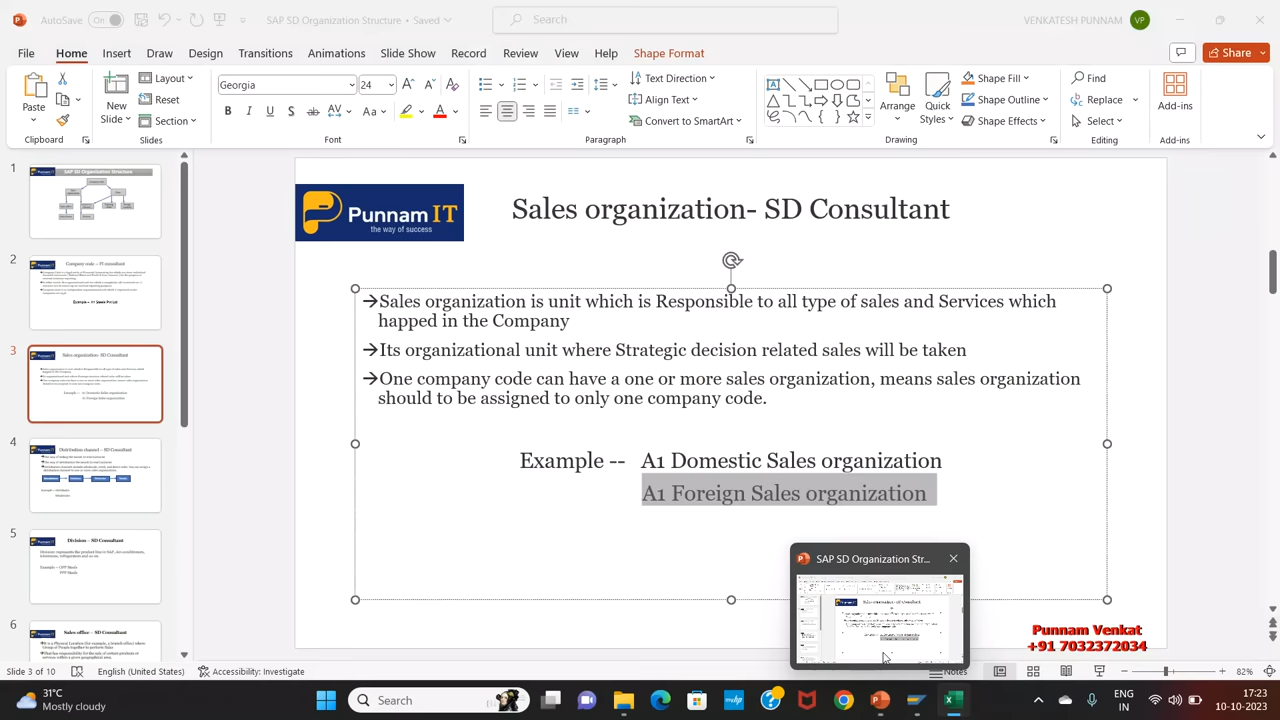 AutoSave
Off
SAP SD Organization Structure • Saved
Search
VENKATESH PUNNAM
VP
File
Home
Insert
Draw
Design
Transitions
Animations
Slide Show
Record
Review
View
Help
Shape Format
Share
Paste
Clipboard
New
Slide
Layout
Reset
Section
Slides
Georgia
24
Font
Paragraph
Text Direction
Align Text
Convert to SmartArt
Arrange
Quick
Styles
Shape Fill
Shape Outline
Shape Effects
Drawing
Find
Replace
Select
Editing
Add-ins
Add-ins
1
2
3
4
5
6
Punnam IT
the way of success
Sales organization- SD Consultant
→Sales organization is unit which is Responsible to all type of sales and Services which
happed in the Company
→Its organizational unit where Strategic decision related sales will be taken
→One company code can have a one or more sales organization, means sales organization
should to be assigned to only one company code.
Example -- A1 Domestic Sales organization
A1 Foreign Sales organization
SAP SD Organization Str...
Punnam Venkat
+91 7032372034
Slide 3 of 10
English (United States)
Accessibility: Investigate
Notes
82%
31°C
Mostly cloudy
Search
ENG
IN
17:23
10-10-2023